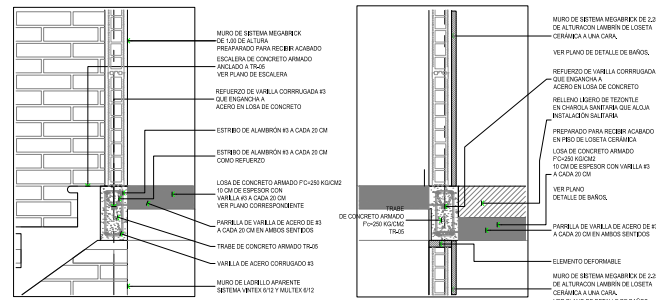 MURO DE SISTEMA MEGABRICK
DE 1.00 DE ALTURA
PREAPARADO PARA RECIBIR ACABADO
ESCALERA DE CONCRETO ARMADO
ANCLADO A TR-05
VER PLANO DE ESCALERA
REFUERZO DE VARILLA CORRUGADA #3
QUE ENGANCHA A
ACERO EN LOSA DE CONCRETO
ESTRIBO DE ALAMBRÓN #3 A CADA 20 CM
ESTRIBO DE ALAMBRÓN #3 A CADA 20 CM
COMO REFUERZO
LOSA DE CONCRETO ARMADO F'C=250 KG/CM2
10 CM DE ESPESOR CON
VARILLA #3 A CADA 20 CM
VER PLANO CORRESPONDIENTE
PARRILLA DE VARILLA DE ACERO DE #3
A CADA 20 CM EN AMBOS SENTIDOS
TRABE DE CONCRETO ARMADO TR-05
VARILLA DE ACERO CORRUGADO #3
MURO DE LADRILLO APARENTE
SISTEMA VINTEX 6/12 Y MULTEX 6/12
MURO DE SISTEMA MEGABRICK DE 2.25
DE ALTURACON LAMBRÍN DE LOSETA
CERÁMICA A UNA CARA.
VER PLANO DE DETALLE DE BAÑOS.
REFUERZO DE VARILLA CORRRUGADA
QUE ENGANCHA A
ACERO EN LOSA DE CONCRETO
RELLENO LIGERO DE TEZONTLE
EN CHAROLA SANITARIA QUE ALOJA
INSTALACIÓN SALITARIA
PREPARADO PARA RECIBIR ACABADO
EN PISO DE LOSETA CERÁMICA
LOSA DE CONCRETO ARMADO
F'C=250 KG/CM2
10 CM DE ESPESOR CON VARILLA #3
A CADA 20 CM
VER PLANO
DETALLE DE BAÑOS.
TRABE
DE CONCRETO ARMADO
F'c=250 KG/CM2
TR-05
PARRILLA DE VARILLA DE ACERO DE #3
A CADA 20 CM EN AMBOS SENTIDOS
ELEMENTO DEFORMABLE
MURO DE SISTEMA MEGABRICK DE 2.25
DE ALTURACON LAMBRÍN DE LOSETA
CERÁMICA A UNA CARA.